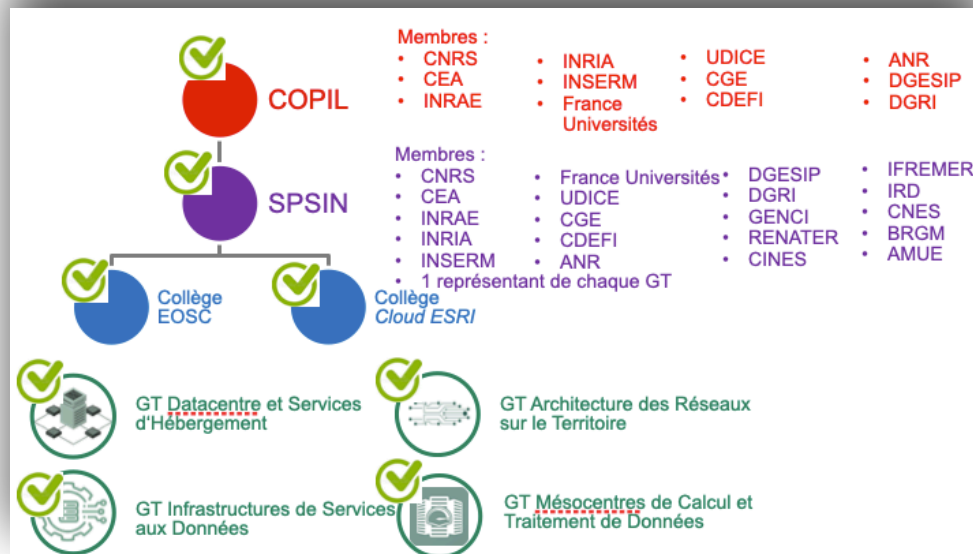 COPIL
Membres :
• CNRS
• CEA
• INRAE
• INRIA
• INSERM
• France
Universités
• UDICE
• CGE
• CDEFI
• ANR
• DGESIP
• DGRI
SPSIN
Membres :
• CNRS
• CEA
• INRAE
• INRIA
• INSERM
• 1 représentant de chaque GT
• France Universités
• UDICE
• CGE
• CDEFI
• ANR
• DGESIP
• DGRI
• GENCI
• RENATER
• CINES
• IFREMER
• IRD
• CNES
• BRGM
• AMUE
Collège
EOSC
Collège
Cloud ESRI
GT Datacentre et Services
d'Hébergement
GT Architecture des Réseaux
sur le Territoire
GT Infrastructures de Services
aux Données
GT Mésocentres de Calcul et
Traitement de Données